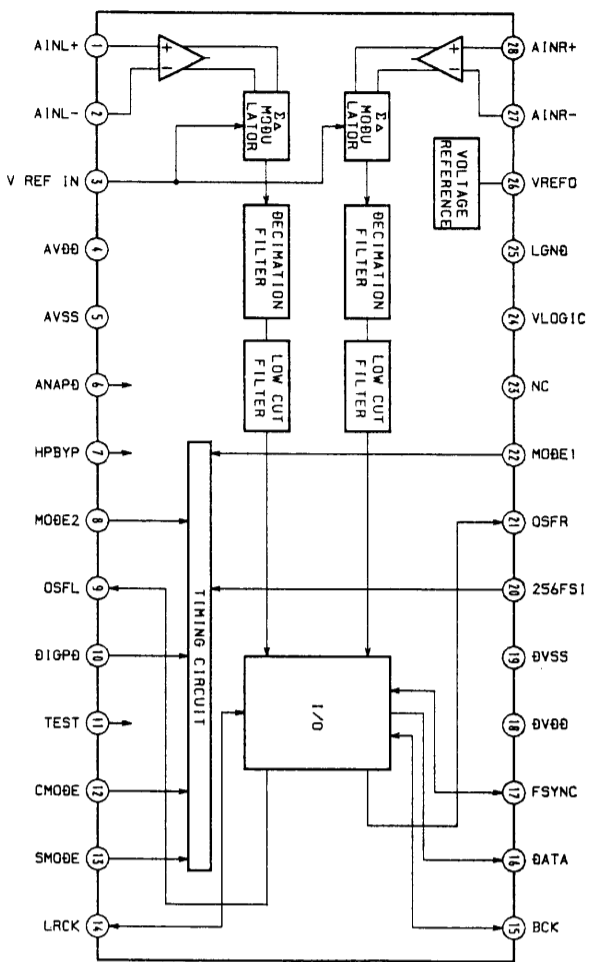 AINL+ 1
AINL- 2
V REF IN 3
AVDD 4
AVSS 5
ANAPD 6
HPBYP 7
MODE2 8
OSFL 9
DIGPD 10
TEST 11
CMODE 12
SMODE 13
LRCK 14
28 AINR+
27 AINR-
26 VREFO
25 LGND
24 VLOGIC
23 NC
22 MODE1
21 OSFR
20 256FSI
19 DVSS
18 DVDD
17 FSYNC
16 DATA
15 BCK
+
-
+
-
ΣΔ
MODU
LATOR
ΣΔ
MODU
LATOR
VOLTAGE
REFERENCE
DECIMATION
FILTER
DECIMATION
FILTER
LOW CUT
FILTER
LOW CUT
FILTER
TIMING CIRCUIT
I/O